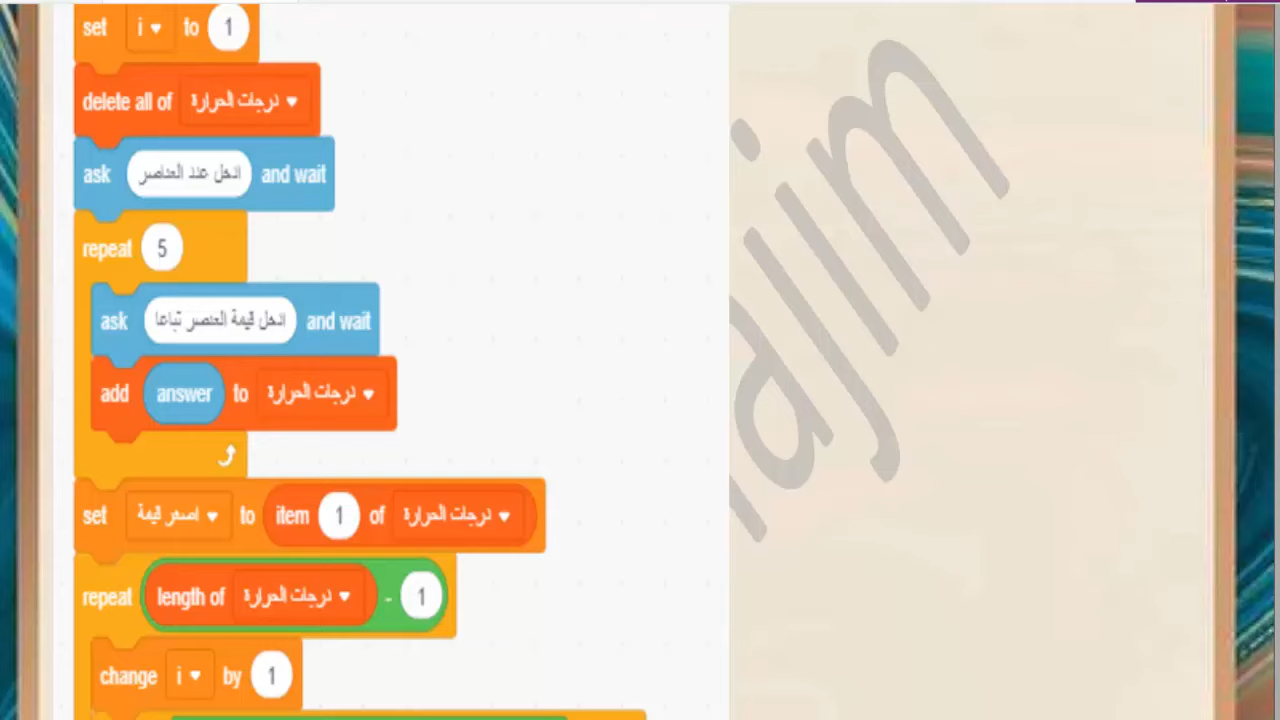 set i to 1
delete all of درجات الحرارة
ask ادخل عدد العناصر and wait
repeat 5
ask ادخل قيمة العنصر تباعا and wait
add answer to درجات الحرارة
set اصغر قيمة to item 1 of درجات الحرارة
repeat length of درجات الحرارة - 1
change i by 1